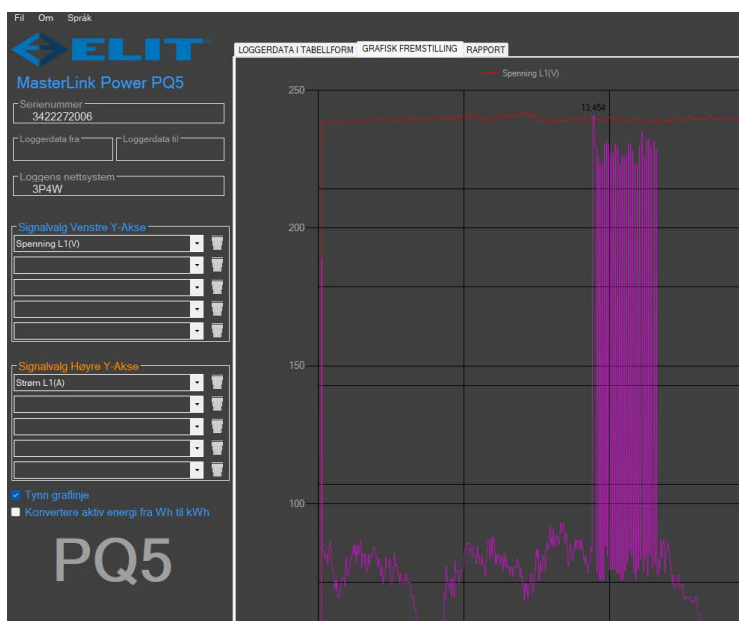 Fil Om Språk
ELIT
MasterLink Power PQ5
Serienummer
3422272006
Loggerdata fra Loggerdata til
Loggens nettsystem
3P4W
Signalvalg Venstre Y-Akse
Spenning L1(V)
Signalvalg Høyre Y-Akse
Strøm L1(A)
Tynn graflinje
Konvertere aktiv energi fra Wh til kWh
PQ5
LOGGERDATA I TABELLFORM GRAFISK FREMSTILLING RAPPORT
Spenning L1(V)
250
13,454
200
150
100